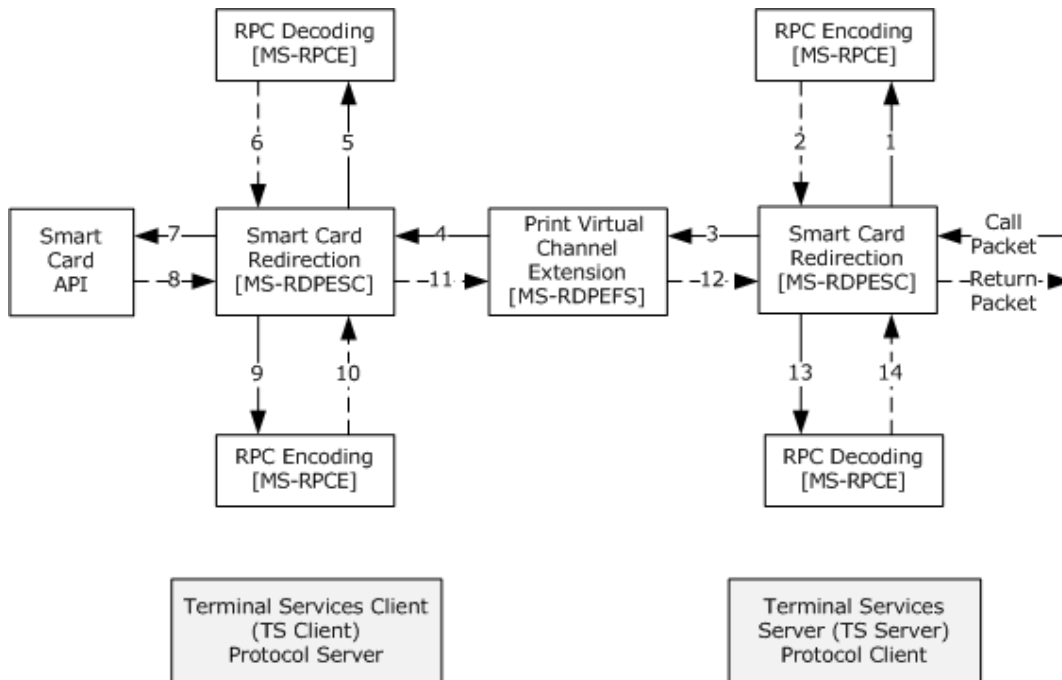 RPC Decoding
[MS-RPCE]
RPC Encoding
[MS-RPCE]
6
5
2
1
Smart
Card
API
7
8
Smart Card
Redirection
[MS-RDPESC]
4
11
Print Virtual
Channel
Extension
[MS-RDPEFS]
3
12
Smart Card
Redirection
[MS-RDPESC]
Call
Packet
Return
Packet
9
10
13
14
RPC Encoding
[MS-RPCE]
RPC Decoding
[MS-RPCE]
Terminal Services Client
(TS Client)
Protocol Server
Terminal Services
Server (TS Server)
Protocol Client